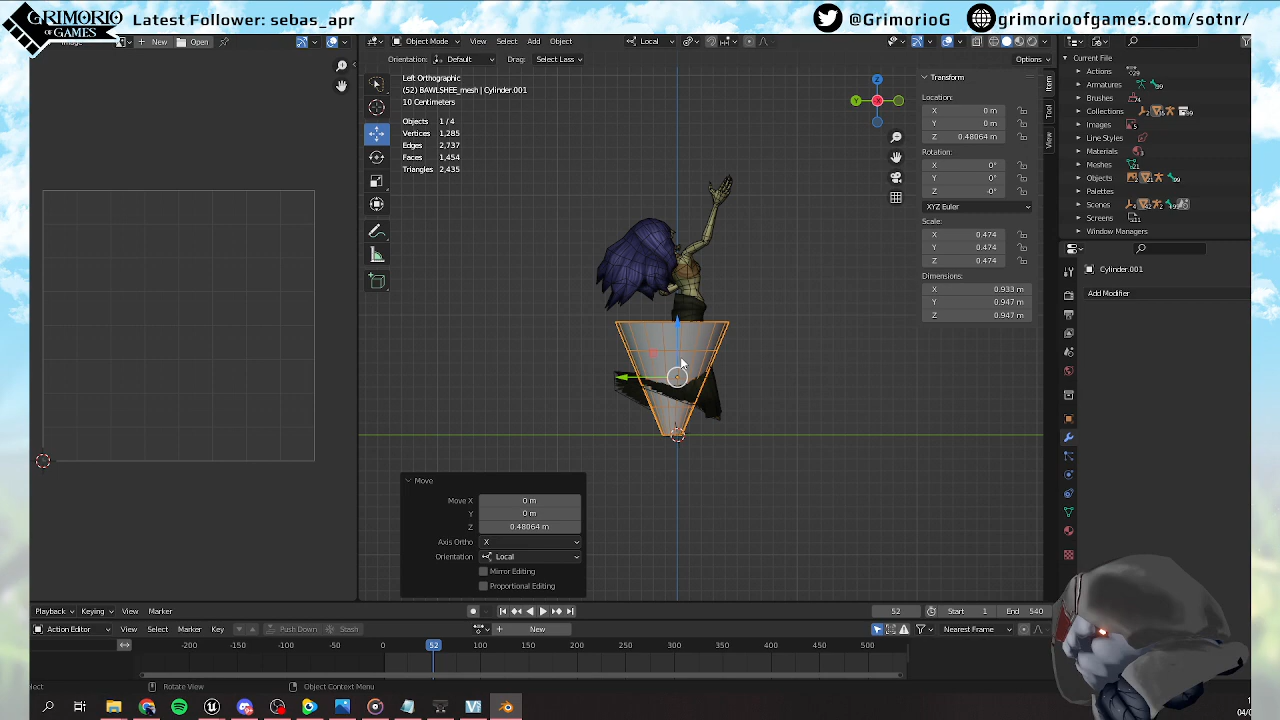 GRIMORIO
OF GAMES
Latest Follower: sebas_apr
@GrimorioG
grimorioofgames.com/sotnr/
Image
New
Open
Object Mode
View
Select
Add
Object
Local
Orientation:
Default
Drag:
Select Lass
Options
Left Orthographic
(52) BAWLSHEE_mesh | Cylinder.001
10 Centimeters
Objects 1/4
Vertices 1,285
Edges 2,737
Faces 1,454
Triangles 2,435
Z
Y
X
Transform
Location:
X 0 m
Y 0 m
Z 0.48064 m
Rotation:
X 0°
Y 0°
Z -0°
XYZ Euler
Scale:
X 0.474
Y 0.474
Z 0.474
Dimensions:
X 0.933 m
Y 0.947 m
Z 0.947 m
Item
Tool
View
Current File
Actions
Armatures
Brushes
Collections
Images
Line Styles
Materials
Meshes
Objects
Palettes
Scenes
Screens
Window Managers
Cylinder.001
Add Modifier
Move
Move X 0 m
Y 0 m
Z 0.48064 m
Axis Ortho X
Orientation Local
Mirror Editing
Proportional Editing
Playback
Keying
View
Marker
52
Start 1
End 540
Action Editor
View
Select
Marker
Key
Push Down
Stash
New
Nearest Frame
-200 -150 -100 -50 0 52 100 150 200 250 300 350 400 450 500
lect
Rotate View
Object Context Menu
04/0